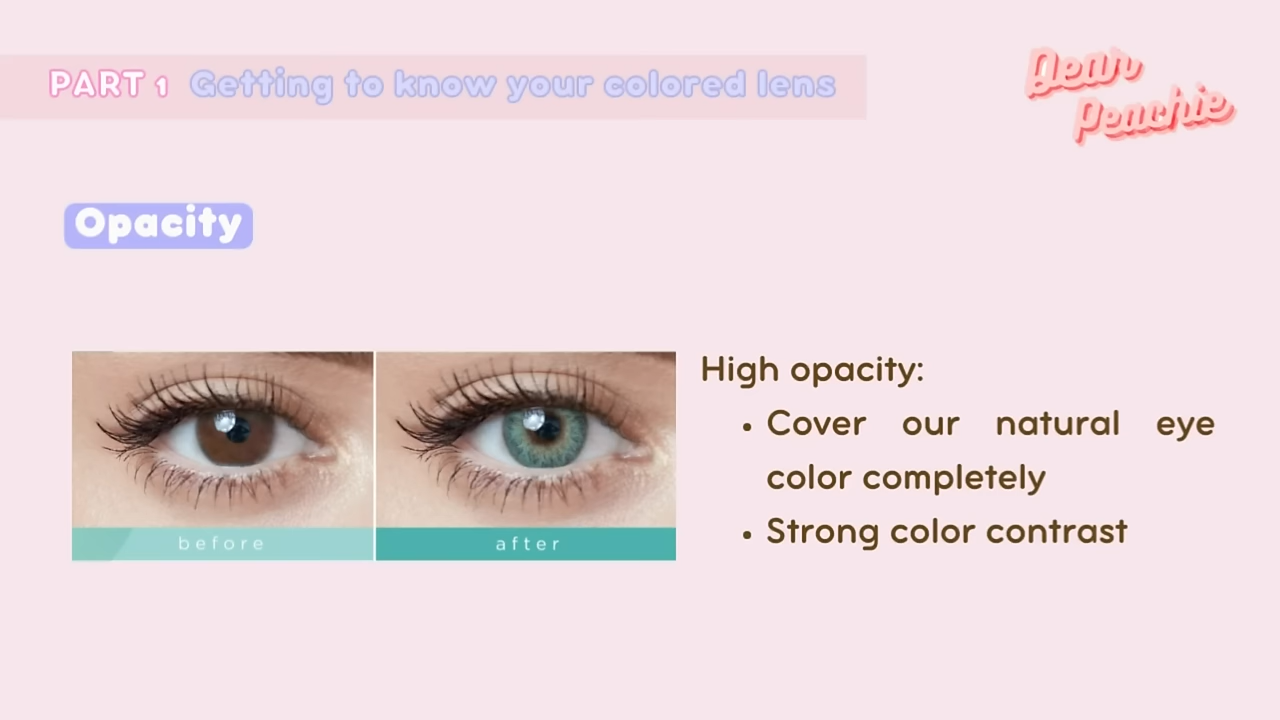 PART 1 Getting to know your colored lens
Dear
Peachie
Opacity
before
after
High opacity:
• Cover our natural eye
color completely
• Strong color contrast